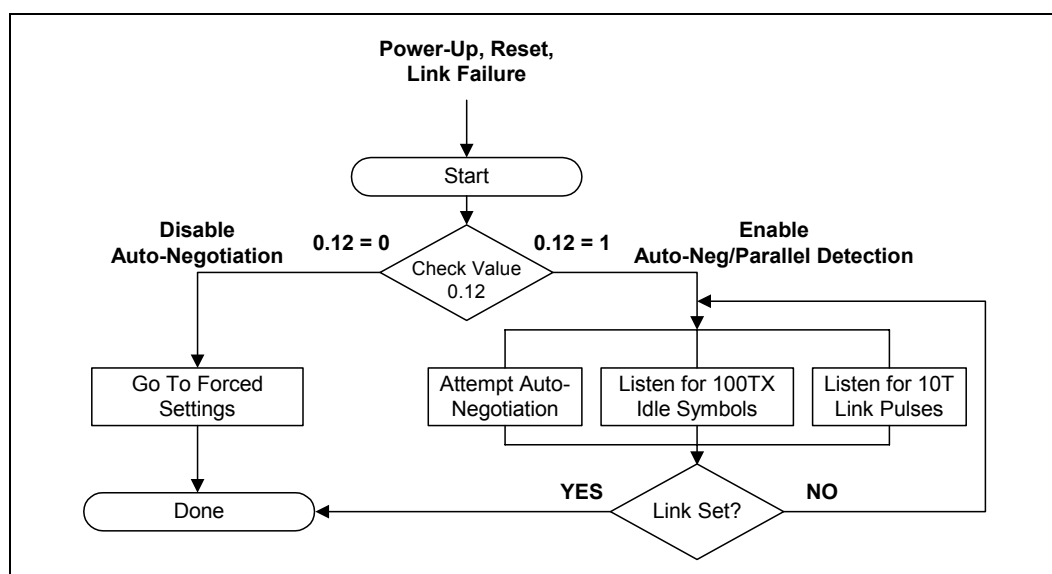 Power-Up, Reset,
Link Failure
Start
Disable
Auto-Negotiation
0.12 = 0
0.12 = 1
Enable
Auto-Neg/Parallel Detection
Check Value
0.12
Go To Forced
Settings
Attempt Auto-
Negotiation
Listen for 100TX
Idle Symbols
Listen for 10T
Link Pulses
Done
YES
Link Set?
NO